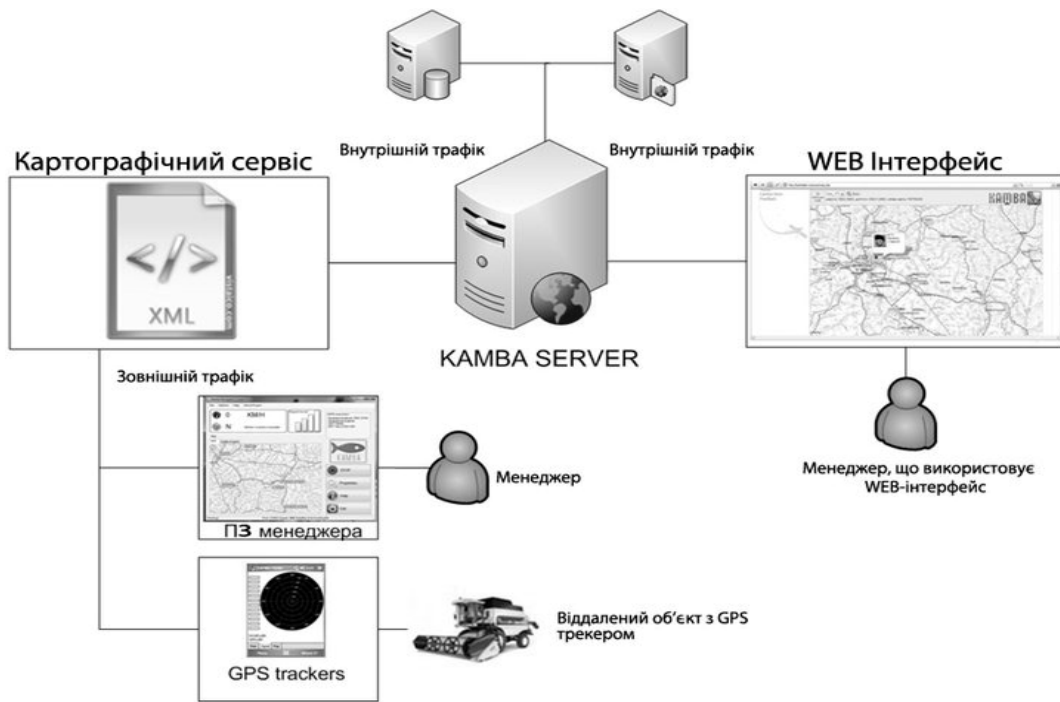 Внутрішній трафік
Внутрішній трафік
Картографічний сервіс
WEB Інтерфейс
XML
KAMBA
KAMBA SERVER
Зовнішній трафік
ПЗ менеджера
Менеджер
Менеджер, що використовує
WEB-інтерфейс
GPS trackers
Віддалений об'єкт з GPS
трекером